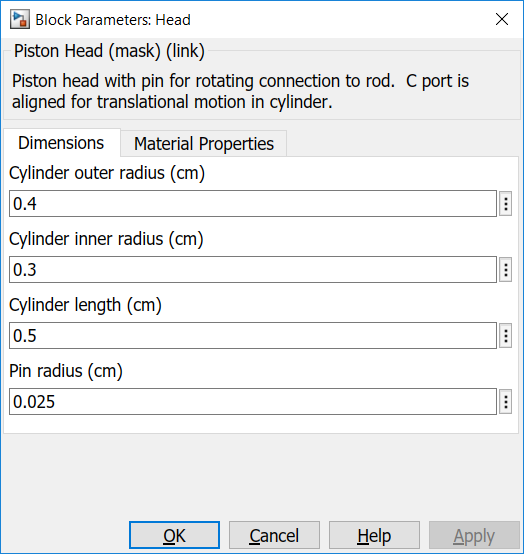 Block Parameters: Head
Piston Head (mask) (link)
Piston head with pin for rotating connection to rod.  C port is
aligned for translational motion in cylinder.
Dimensions Material Properties
Cylinder outer radius (cm)
0.4
Cylinder inner radius (cm)
0.3
Cylinder length (cm)
0.5
Pin radius (cm)
0.025
OK Cancel Help Apply